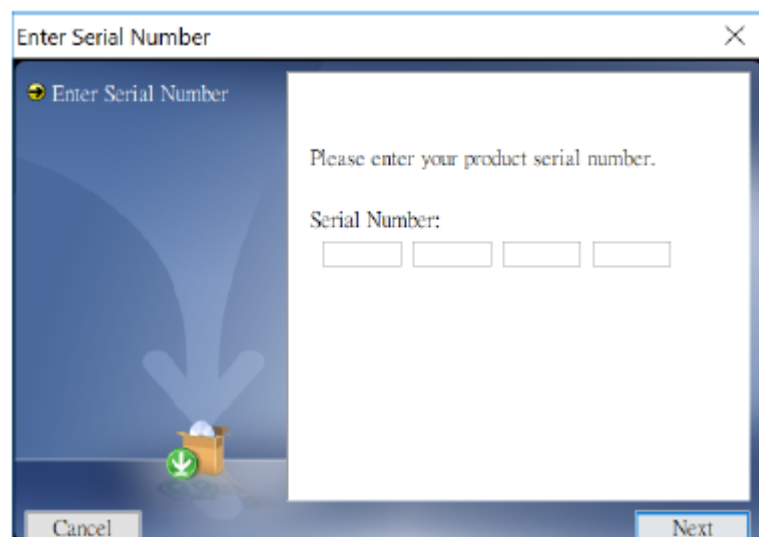 Enter Serial Number
Enter Serial Number
Please enter your product serial number.
Serial Number:
Cancel
Next